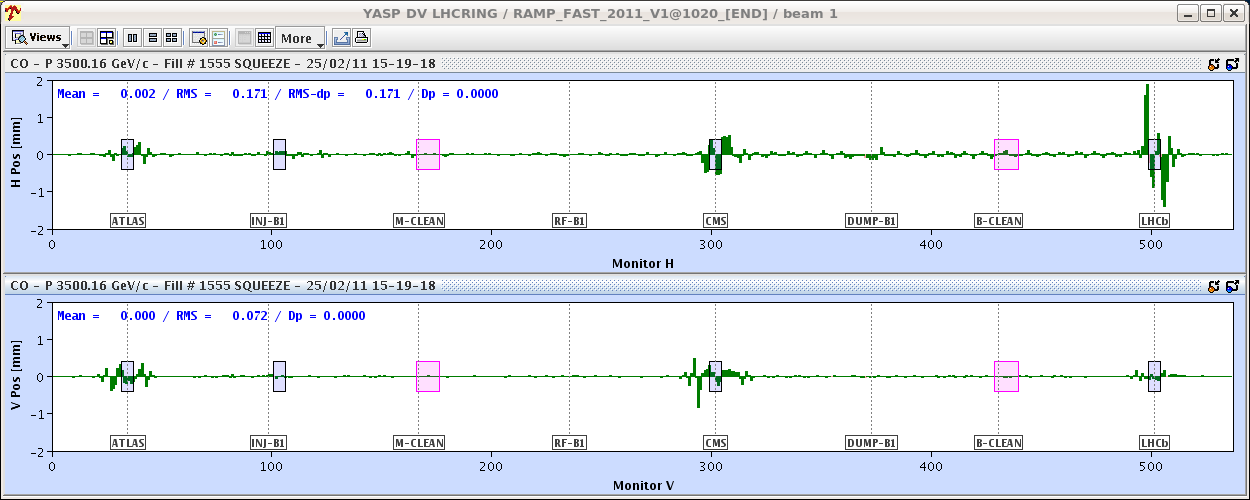 YASP DV LHCRING / RAMP_FAST_2011_V1@1020_[END] / beam 1
Views More
CO - P 3500.16 GeV/c - Fill # 1555 SQUEEZE - 25/02/11 15-19-18
Mean = 0.002 / RMS = 0.171 / RMS-dp = 0.171 / Dp = 0.0000
H Pos [mm]
2
1
0
-1
-2
ATLAS INJ-B1 M-CLEAN RF-B1 CMS DUMP-B1 B-CLEAN LHCb
0 100 200 300 400 500
Monitor H
CO - P 3500.16 GeV/c - Fill # 1555 SQUEEZE - 25/02/11 15-19-18
Mean = 0.000 / RMS = 0.072 / Dp = 0.0000
V Pos [mm]
2
1
0
-1
-2
ATLAS INJ-B1 M-CLEAN RF-B1 CMS DUMP-B1 B-CLEAN LHCb
0 100 200 300 400 500
Monitor V